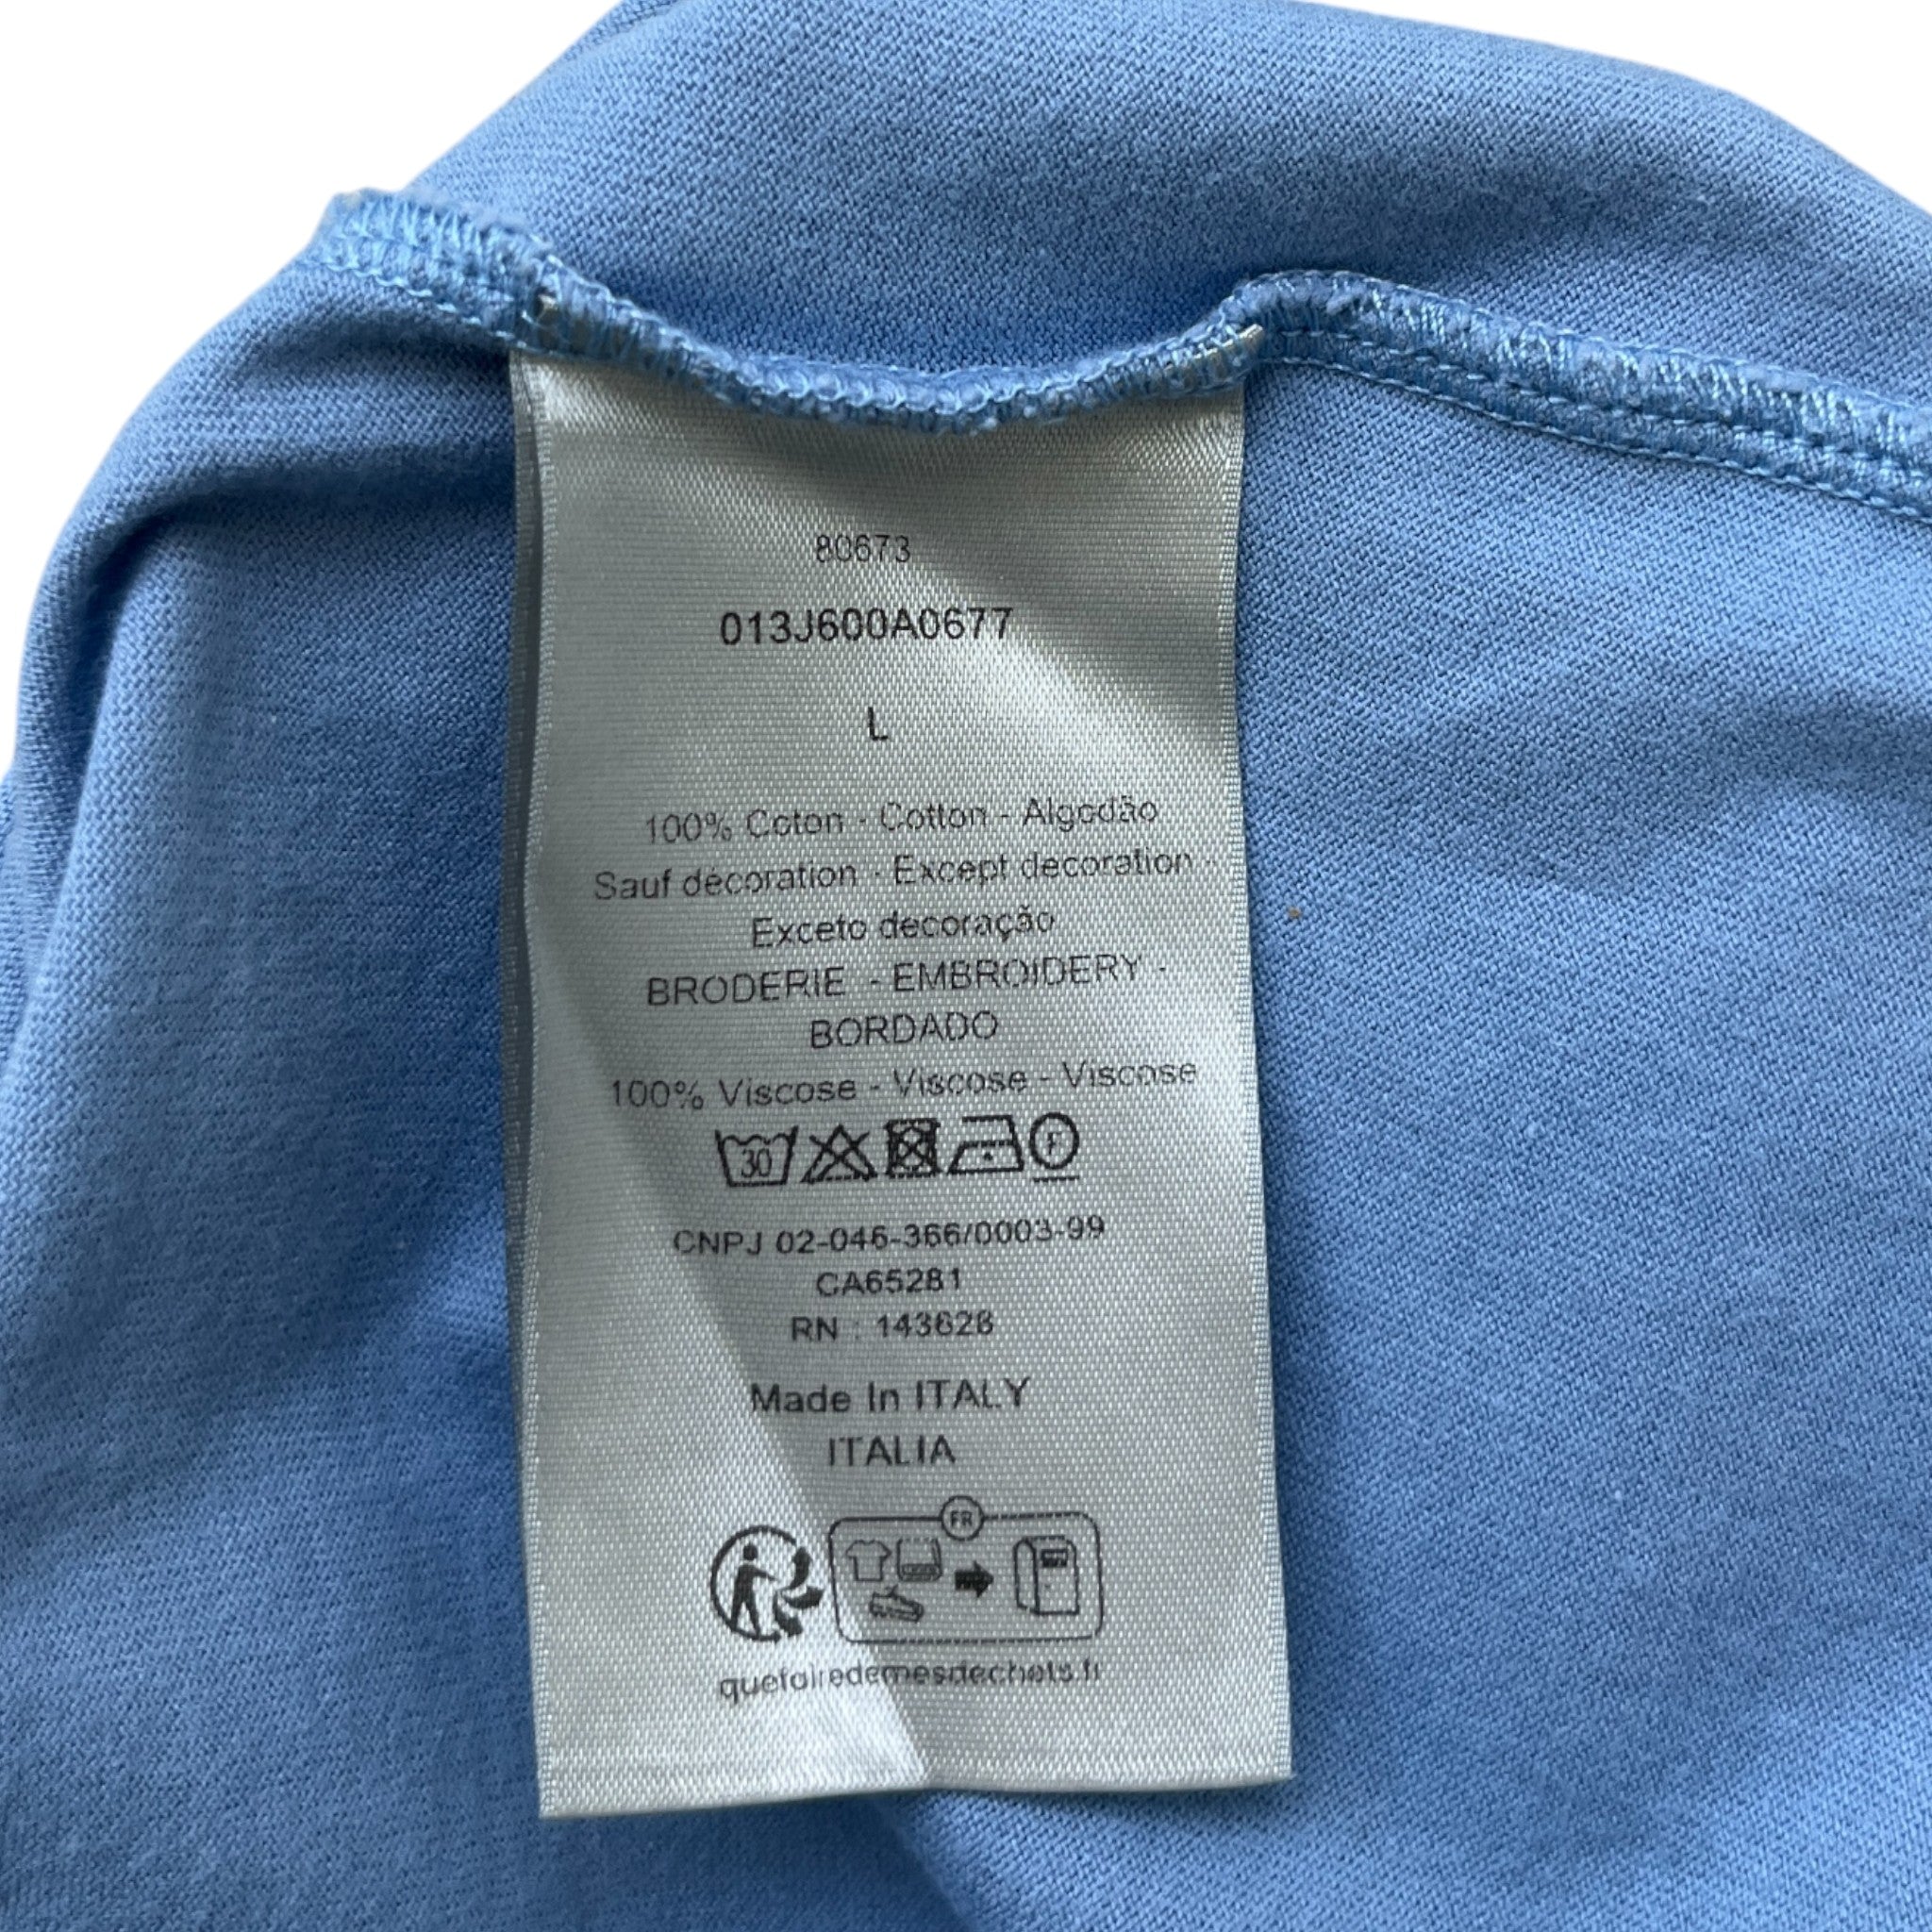 80673
013J600A0677
L
100% Coton - Cotton - Algodão
Sauf décoration - Except decoration -
Exceto decoração
BRODERIE - EMBROIDERY -
BORDADO
100% Viscose - Viscose - Viscose
30 F
CNPJ 02-046-366/0003-99
CA65281
RN : 143628
Made In ITALY
ITALIA
FR
quefairedemesdechets.fr